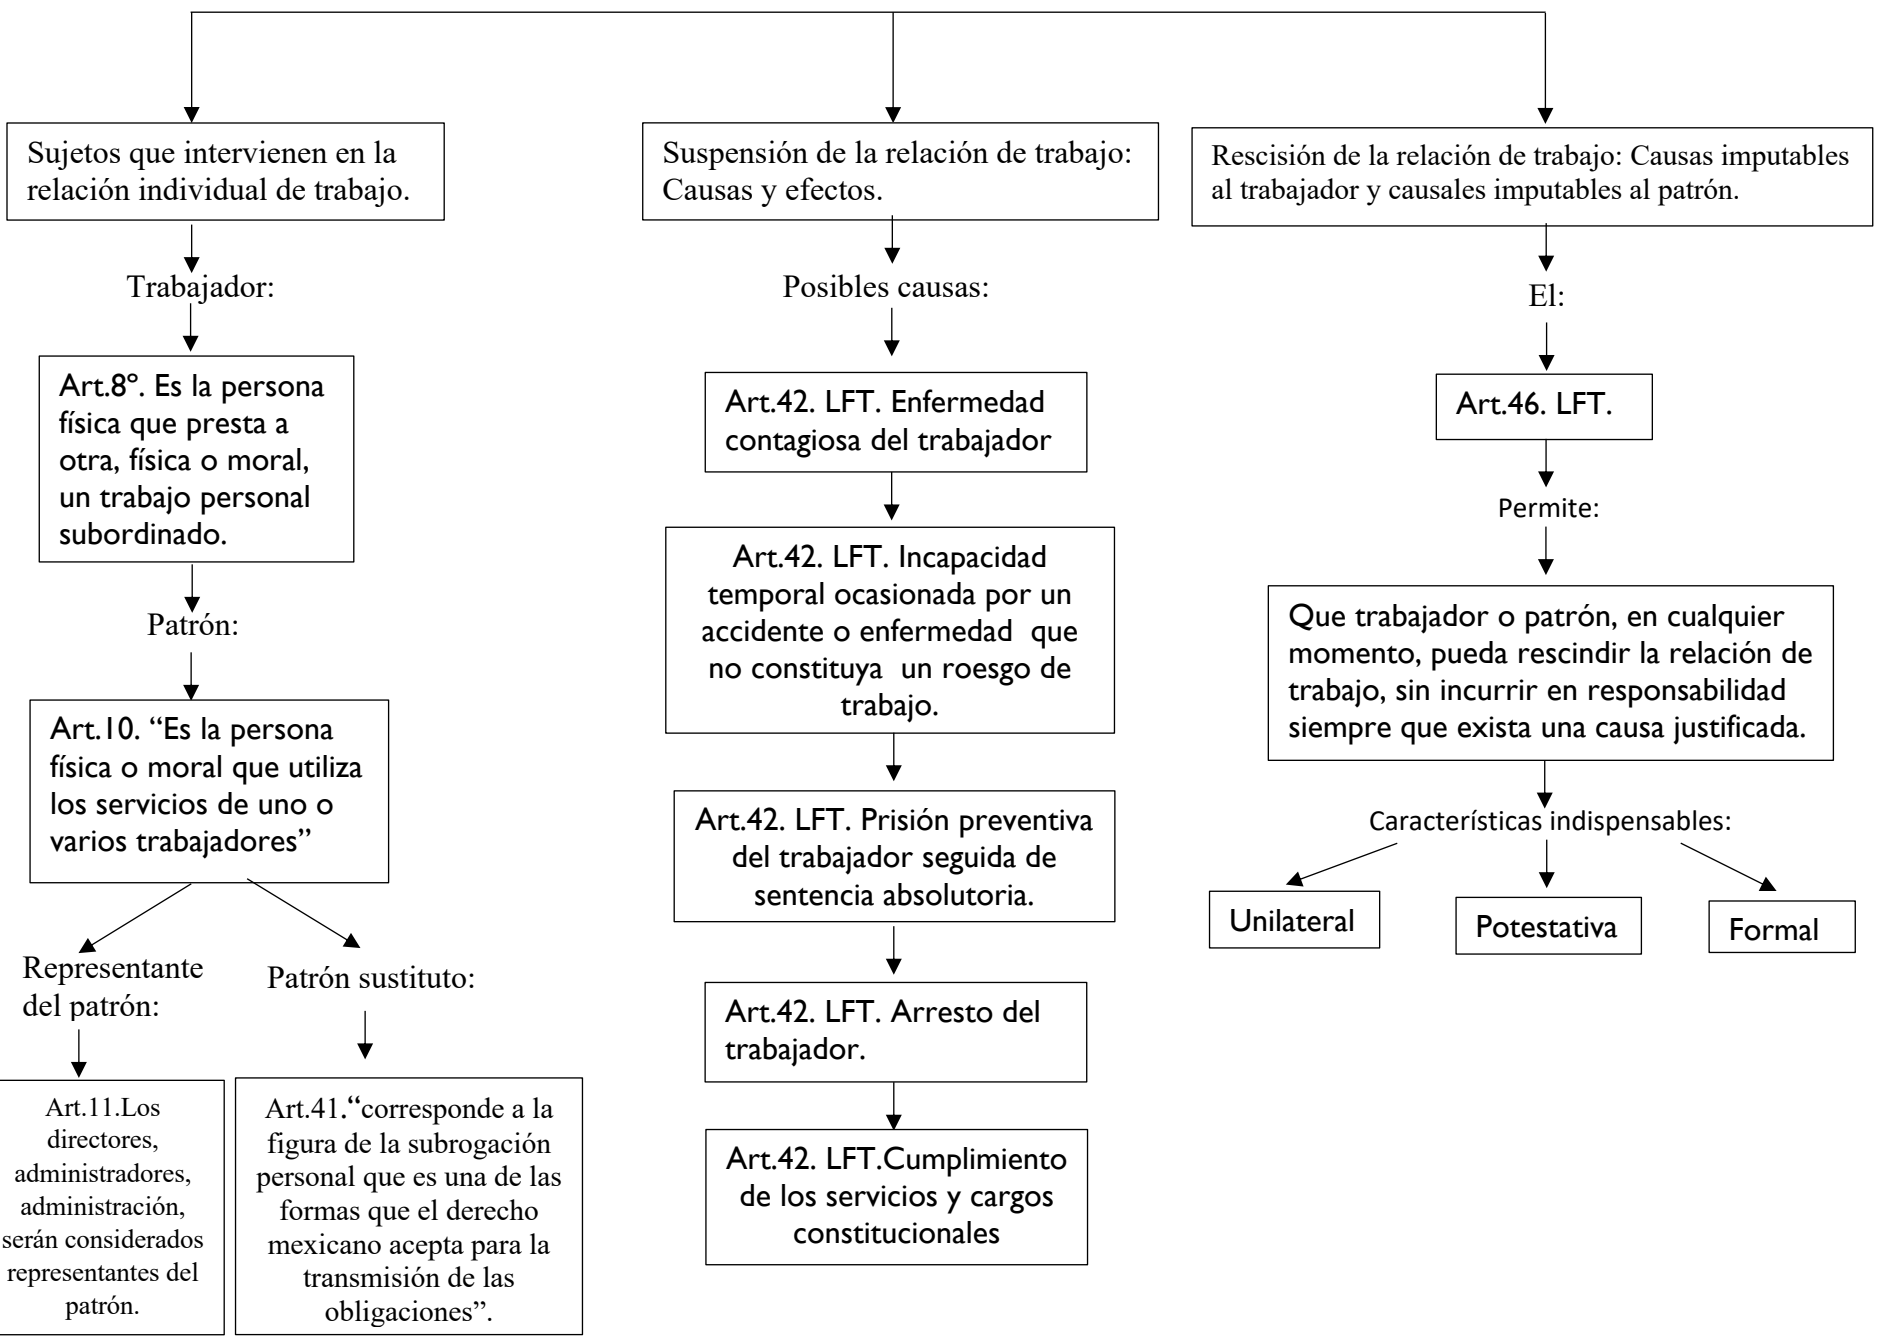 Sujetos que intervienen en la
relación individual de trabajo.
Trabajador:
Art.8º. Es la persona
física que presta a
otra, física o moral,
un trabajo personal
subordinado.
Patrón:
Art.10. “Es la persona
física o moral que utiliza
los servicios de uno o
varios trabajadores”
Representante
del patrón:
Art.11.Los
directores,
administradores,
administración,
serán considerados
representantes del
patrón.
Patrón sustituto:
Art.41.“corresponde a la
figura de la subrogación
personal que es una de las
formas que el derecho
mexicano acepta para la
transmisión de las
obligaciones”.
Suspensión de la relación de trabajo:
Causas y efectos.
Posibles causas:
Art.42. LFT. Enfermedad
contagiosa del trabajador
Art.42. LFT. Incapacidad
temporal ocasionada por un
accidente o enfermedad que
no constituya un roesgo de
trabajo.
Art.42. LFT. Prisión preventiva
del trabajador seguida de
sentencia absolutoria.
Art.42. LFT. Arresto del
trabajador.
Art.42. LFT.Cumplimiento
de los servicios y cargos
constitucionales
Rescisión de la relación de trabajo: Causas imputables
al trabajador y causales imputables al patrón.
El:
Art.46. LFT.
Permite:
Que trabajador o patrón, en cualquier
momento, pueda rescindir la relación de
trabajo, sin incurrir en responsabilidad
siempre que exista una causa justificada.
Características indispensables:
Unilateral
Potestativa
Formal